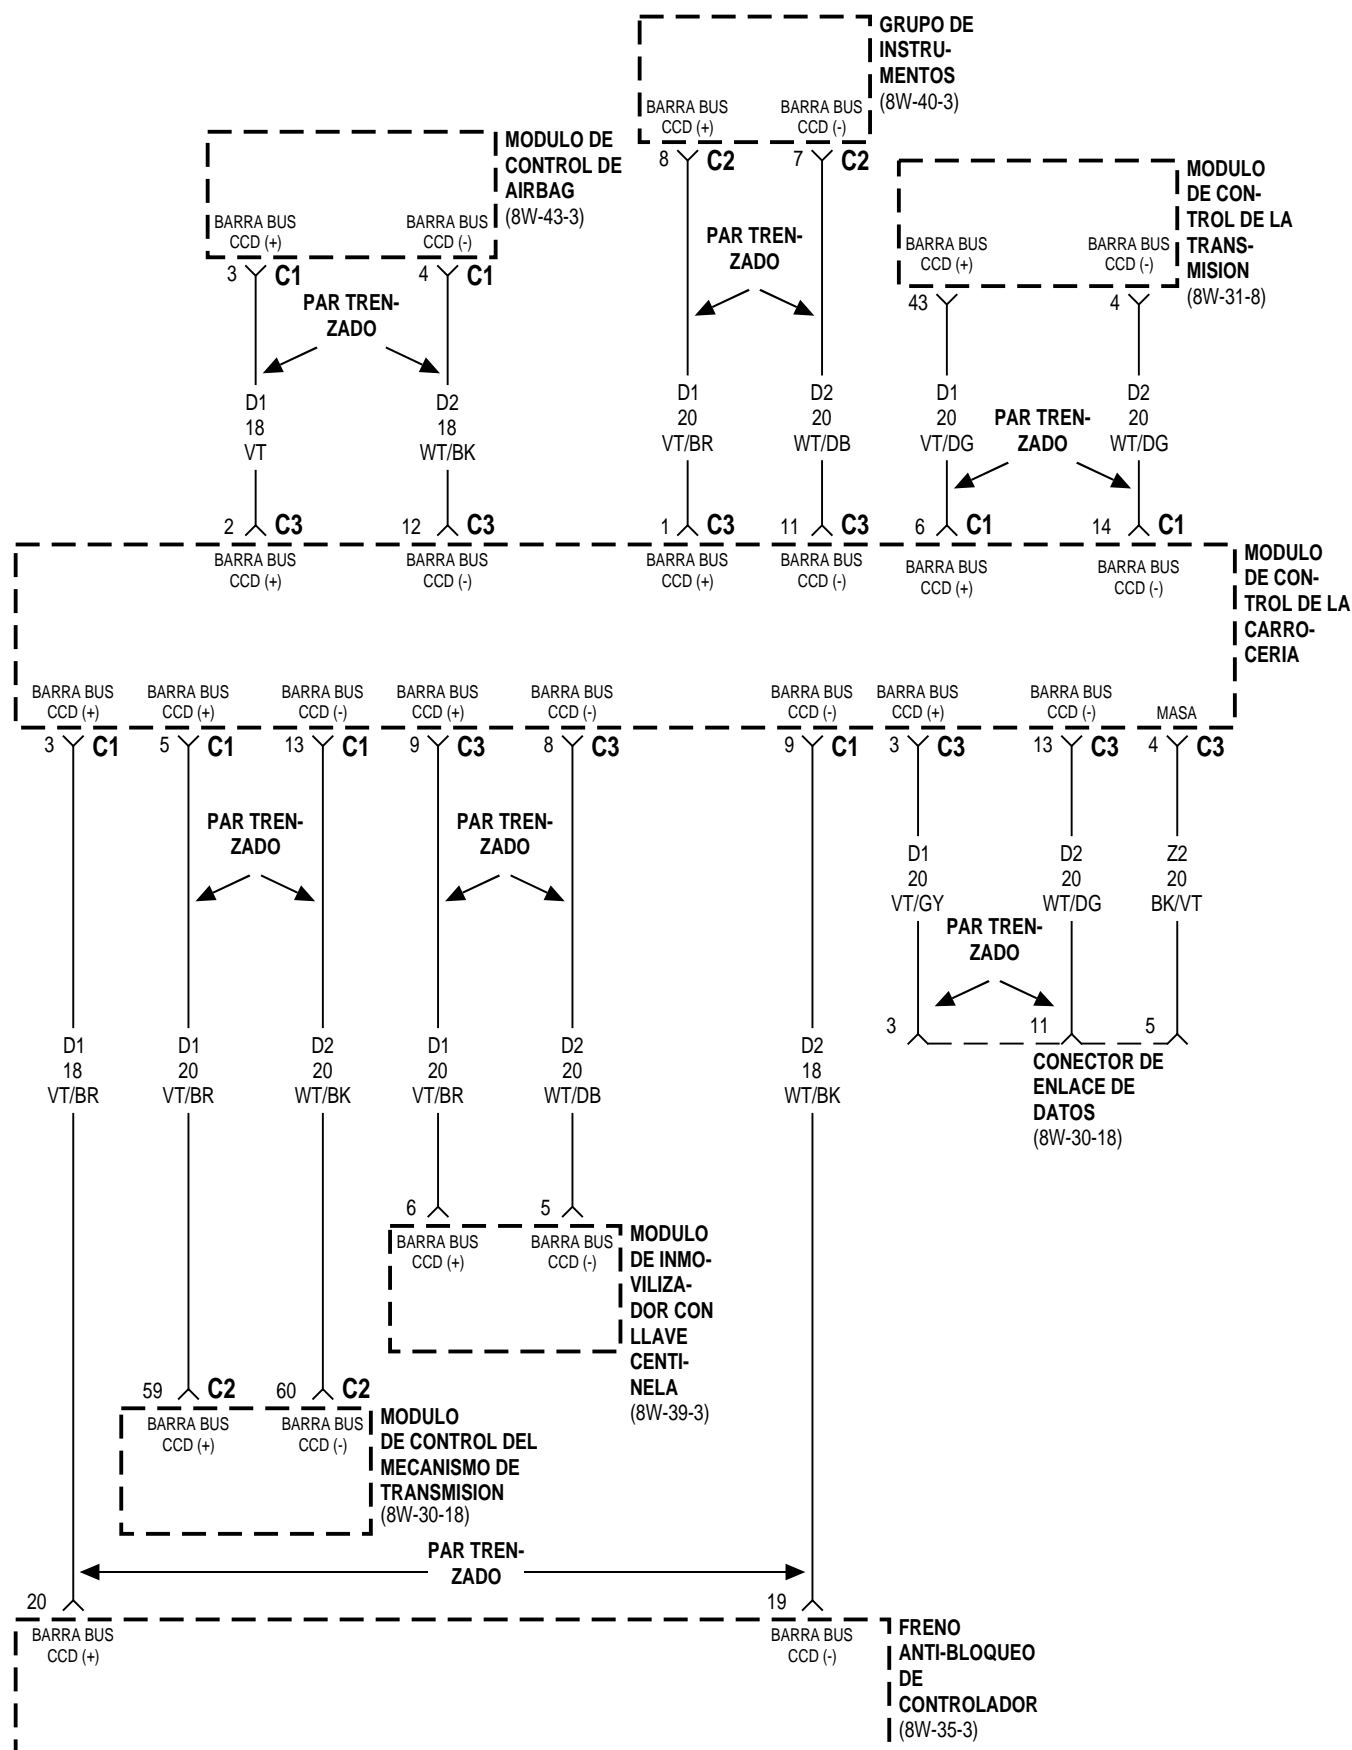 GRUPO DE
INSTRU-
MENTOS
(8W-40-3)
BARRA BUS
CCD (+)
BARRA BUS
CCD (-)
8
C2
7
C2
MODULO DE
CONTROL DE
AIRBAG
(8W-43-3)
BARRA BUS
CCD (+)
BARRA BUS
CCD (-)
3
C1
4
C1
MODULO
DE CON-
TROL DE LA
TRANS-
MISION
(8W-31-8)
BARRA BUS
CCD (+)
BARRA BUS
CCD (-)
43
4
PAR TREN-
ZADO
PAR TREN-
ZADO
PAR TREN-
ZADO
D1
18
VT
D2
18
WT/BK
D1
20
VT/BR
D2
20
WT/DB
D1
20
VT/DG
D2
20
WT/DG
2
C3
12
C3
1
C3
11
C3
6
C1
14
C1
BARRA BUS
CCD (+)
BARRA BUS
CCD (-)
BARRA BUS
CCD (+)
BARRA BUS
CCD (-)
BARRA BUS
CCD (+)
BARRA BUS
CCD (-)
MODULO
DE CON-
TROL DE LA
CARRO-
CERIA
BARRA BUS
CCD (+)
BARRA BUS
CCD (+)
BARRA BUS
CCD (-)
BARRA BUS
CCD (+)
BARRA BUS
CCD (-)
BARRA BUS
CCD (-)
BARRA BUS
CCD (+)
BARRA BUS
CCD (-)
MASA
3
C1
5
C1
13
C1
9
C3
8
C3
9
C1
3
C3
13
C3
4
C3
PAR TREN-
ZADO
PAR TREN-
ZADO
D1
20
VT/GY
D2
20
WT/DG
Z2
20
BK/VT
PAR TREN-
ZADO
3
11
5
CONECTOR DE
ENLACE DE
DATOS
(8W-30-18)
D1
18
VT/BR
D1
20
VT/BR
D2
20
WT/BK
D1
20
VT/BR
D2
20
WT/DB
D2
18
WT/BK
6
5
BARRA BUS
CCD (+)
BARRA BUS
CCD (-)
MODULO
DE INMO-
VILIZA-
DOR CON
LLAVE
CENTI-
NELA
(8W-39-3)
59
C2
60
C2
BARRA BUS
CCD (+)
BARRA BUS
CCD (-)
MODULO
DE CONTROL DEL
MECANISMO DE
TRANSMISION
(8W-30-18)
PAR TREN-
ZADO
20
19
BARRA BUS
CCD (+)
BARRA BUS
CCD (-)
FRENO
ANTI-BLOQUEO
DE
CONTROLADOR
(8W-35-3)